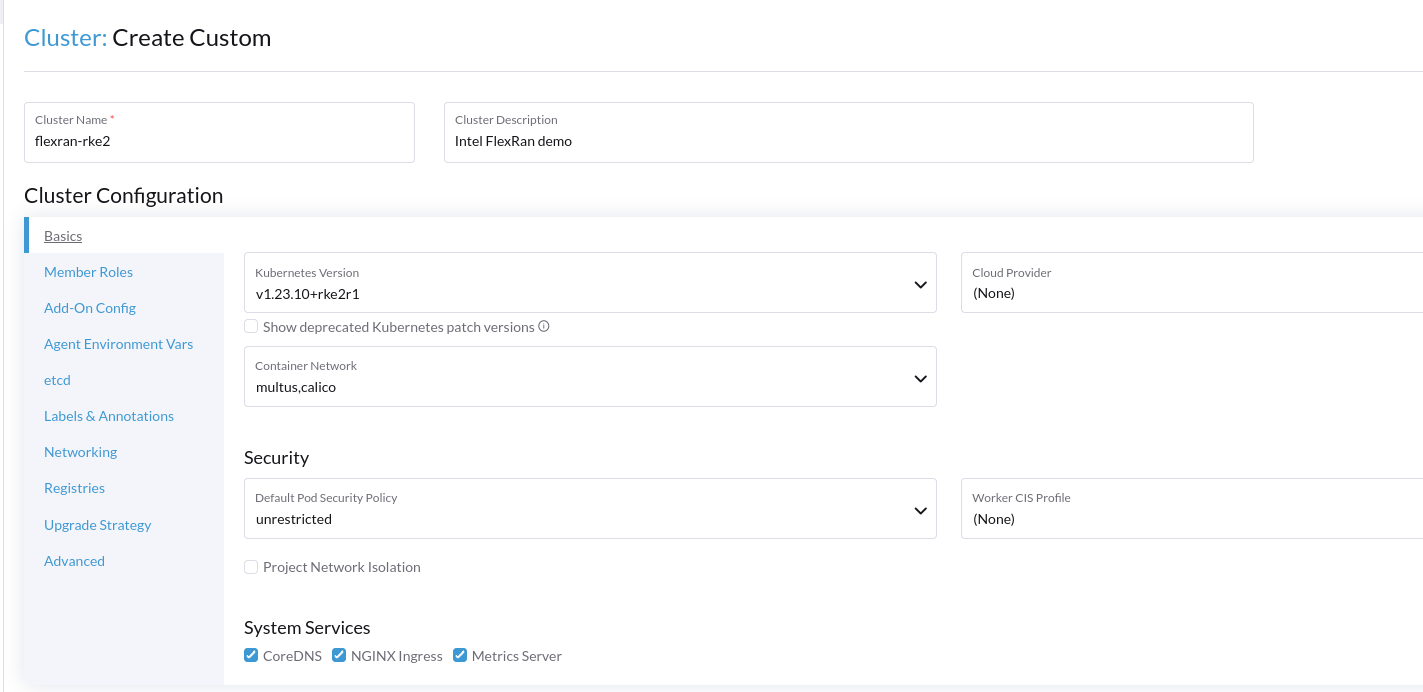 Cluster: Create Custom
Cluster Name *
flexran-rke2
Cluster Description
Intel FlexRan demo
Cluster Configuration
Basics
Member Roles
Add-On Config
Agent Environment Vars
etcd
Labels & Annotations
Networking
Registries
Upgrade Strategy
Advanced
Kubernetes Version
v1.23.10+rke2r1
Cloud Provider
(None)
Show deprecated Kubernetes patch versions
Container Network
multus,calico
Security
Default Pod Security Policy
unrestricted
Worker CIS Profile
(None)
Project Network Isolation
System Services
CoreDNS NGINX Ingress Metrics Server